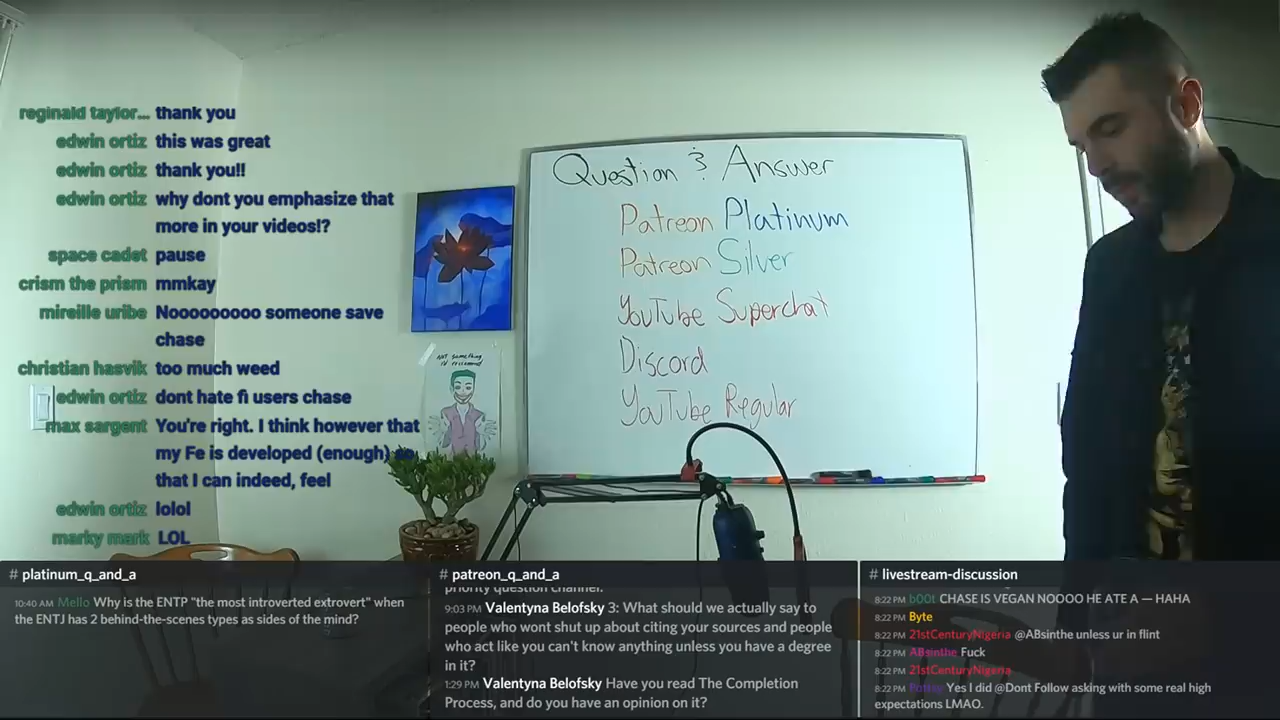 reginald taylor... thank you
edwin ortiz this was great
edwin ortiz thank you!!
edwin ortiz why dont you emphasize that
more in your videos!?
space cadet pause
crism the prism mmkay
mireille uribe Nooooooooo someone save
chase
christian hasvik too much weed
edwin ortiz dont hate fi users chase
max sargent You're right. I think however that
my Fe is developed (enough) so
that I can indeed, feel
edwin ortiz lolol
marky mark LOL
Question & Answer
Patreon Platinum
Patreon Silver
YouTube Superchat
Discord
YouTube Regular
# platinum_q_and_a
10:40 AM Mello Why is the ENTP "the most introverted extrovert" when
the ENTJ has 2 behind-the-scenes types as sides of the mind?
# patreon_q_and_a
priority question channel.
9:03 PM Valentyna Belofsky 3: What should we actually say to
people who wont shut up about citing your sources and people
who act like you can't know anything unless you have a degree
in it?
1:29 PM Valentyna Belofsky Have you read The Completion
Process, and do you have an opinion on it?
# livestream-discussion
8:22 PM b00t CHASE IS VEGAN NOOO HE ATE A — HAHA
8:22 PM Byte
8:22 PM 21stCenturyNigeria @ABsinthe unless ur in flint
8:22 PM ABsinthe Fuck
8:22 PM 21stCenturyNigeria
8:22 PM Yes I did @Dont Follow asking with some real high
expectations LMAO.